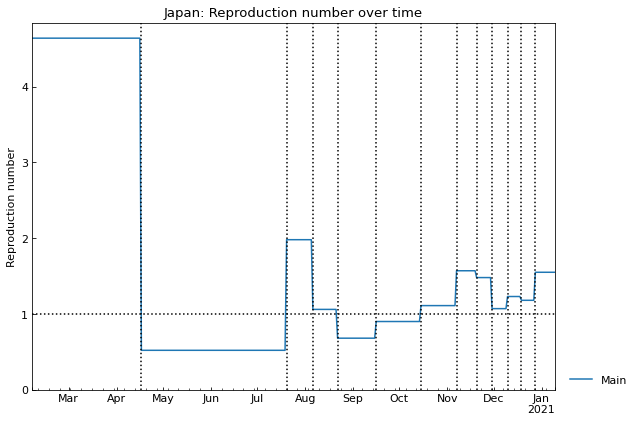 Japan: Reproduction number over time
Reproduction number
4
3
2
1
0
Mar Apr May Jun Jul Aug Sep Oct Nov Dec Jan
2021
Main